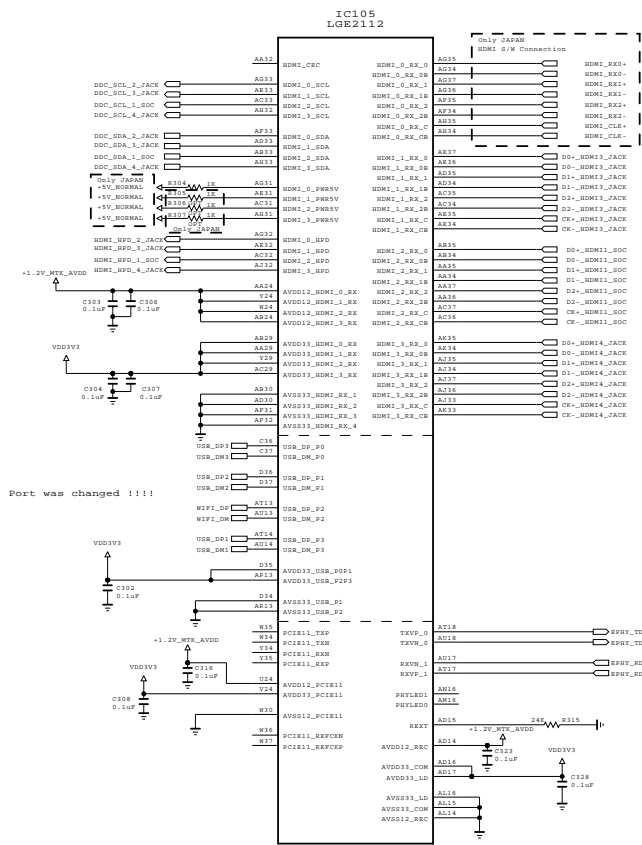 IC105
LGE2112
Only JAPAN
HDMI S/W Connection
AA32 HDMI_CEC
DDC_SCL_2_JACK AG33 HDMI_0_SCL
DDC_SCL_3_JACK AE33 HDMI_1_SCL
DDC_SCL_1_SOC AC33 HDMI_2_SCL
DDC_SCL_4_JACK AH32 HDMI_3_SCL
DDC_SDA_2_JACK AF33 HDMI_0_SDA
DDC_SDA_3_JACK AD33 HDMI_1_SDA
DDC_SDA_1_SOC AB33 HDMI_2_SDA
DDC_SDA_4_JACK AH33 HDMI_3_SDA
Only JAPAN
+5V_NORMAL R304 1K AG31 HDMI_0_PWR5V
+5V_NORMAL R305 1K AE31 HDMI_1_PWR5V
+5V_NORMAL R306 1K AC31 HDMI_2_PWR5V
+5V_NORMAL R307 1K AH31 HDMI_3_PWR5V
OPT
Only JAPAN
HDMI_HPD_2_JACK AG32 HDMI_0_HPD
HDMI_HPD_3_JACK AE32 HDMI_1_HPD
HDMI_HPD_1_SOC AC32 HDMI_2_HPD
HDMI_HPD_4_JACK AJ32 HDMI_3_HPD
+1.2V_MTK_AVDD
C303 0.1uF
C306 0.1uF
AA24 AVDD12_HDMI_0_RX
Y24 AVDD12_HDMI_1_RX
W24 AVDD12_HDMI_2_RX
AB24 AVDD12_HDMI_3_RX
VDD3V3
C304 0.1uF
C307 0.1uF
AB29 AVDD33_HDMI_0_RX
AA29 AVDD33_HDMI_1_RX
Y29 AVDD33_HDMI_2_RX
AC29 AVDD33_HDMI_3_RX
AB30 AVSS33_HDMI_RX_1
AD30 AVSS33_HDMI_RX_2
AF31 AVSS33_HDMI_RX_3
AF32 AVSS33_HDMI_RX_4
USB_DP3 C36 USB_DP_P0
USB_DM3 C37 USB_DM_P0
USB_DP2 D36 USB_DP_P1
USB_DM2 D37 USB_DM_P1
Port was changed !!!!
WIFI_DP AT13 USB_DP_P2
WIFI_DM AU13 USB_DM_P2
USB_DP1 AT14 USB_DP_P3
USB_DM1 AU14 USB_DM_P3
VDD3V3
C302 0.1uF
D35 AVDD33_USB_P0P1
AP13 AVDD33_USB_P2P3
D34 AVSS33_USB_P1
AR13 AVSS33_USB_P2
W35 PCIE11_TXP
W34 PCIE11_TXN
Y34 PCIE11_RXN
Y35 PCIE11_RXP
+1.2V_MTK_AVDD
C316 0.1uF
VDD3V3
C308 0.1uF
U24 AVDD12_PCIE11
V24 AVDD33_PCIE11
W30 AVSS12_PCIE11
W36 PCIE11_REFCKN
W37 PCIE11_REFCKP
HDMI_0_RX_0 AG35 HDMI_RX0+
HDMI_0_RX_0B AG34 HDMI_RX0-
HDMI_0_RX_1 AG37 HDMI_RX1+
HDMI_0_RX_1B AG36 HDMI_RX1-
HDMI_0_RX_2 AF35 HDMI_RX2+
HDMI_0_RX_2B AF34 HDMI_RX2-
HDMI_0_RX_C AH35 HDMI_CLK+
HDMI_0_RX_CB AH34 HDMI_CLK-
HDMI_1_RX_0 AE37 D0+_HDMI3_JACK
HDMI_1_RX_0B AE36 D0-_HDMI3_JACK
HDMI_1_RX_1 AD35 D1+_HDMI3_JACK
HDMI_1_RX_1B AD34 D1-_HDMI3_JACK
HDMI_1_RX_2 AC35 D2+_HDMI3_JACK
HDMI_1_RX_2B AC34 D2-_HDMI3_JACK
HDMI_1_RX_C AE35 CK+_HDMI3_JACK
HDMI_1_RX_CB AE34 CK-_HDMI3_JACK
HDMI_2_RX_0 AB35 D0+_HDMI1_SOC
HDMI_2_RX_0B AB34 D0-_HDMI1_SOC
HDMI_2_RX_1 AA35 D1+_HDMI1_SOC
HDMI_2_RX_1B AA34 D1-_HDMI1_SOC
HDMI_2_RX_2 AA37 D2+_HDMI1_SOC
HDMI_2_RX_2B AA36 D2-_HDMI1_SOC
HDMI_2_RX_C AC37 CK+_HDMI1_SOC
HDMI_2_RX_CB AC36 CK-_HDMI1_SOC
HDMI_3_RX_0 AK35 D0+_HDMI4_JACK
HDMI_3_RX_0B AK34 D0-_HDMI4_JACK
HDMI_3_RX_1 AJ35 D1+_HDMI4_JACK
HDMI_3_RX_1B AJ34 D1-_HDMI4_JACK
HDMI_3_RX_2 AJ37 D2+_HDMI4_JACK
HDMI_3_RX_2B AJ36 D2-_HDMI4_JACK
HDMI_3_RX_C AJ33 CK+_HDMI4_JACK
HDMI_3_RX_CB AK33 CK-_HDMI4_JACK
TXVP_0 AT18 EPHY_TD
TXVN_0 AU18
RXVN_1 AU17 EPHY_RD
RXVP_1 AT17 EPHY_RD
PHYLED1 AN16
PHYLED0 AM16
REXT AD15 24K R315
+1.2V_MTK_AVDD
AVDD12_REC AD14
C323 0.1uF
VDD3V3
AVDD33_COM AD16
AVDD33_LD AD17
C328 0.1uF
AVSS33_LD AL16
AVSS33_COM AL15
AVSS12_REC AL14